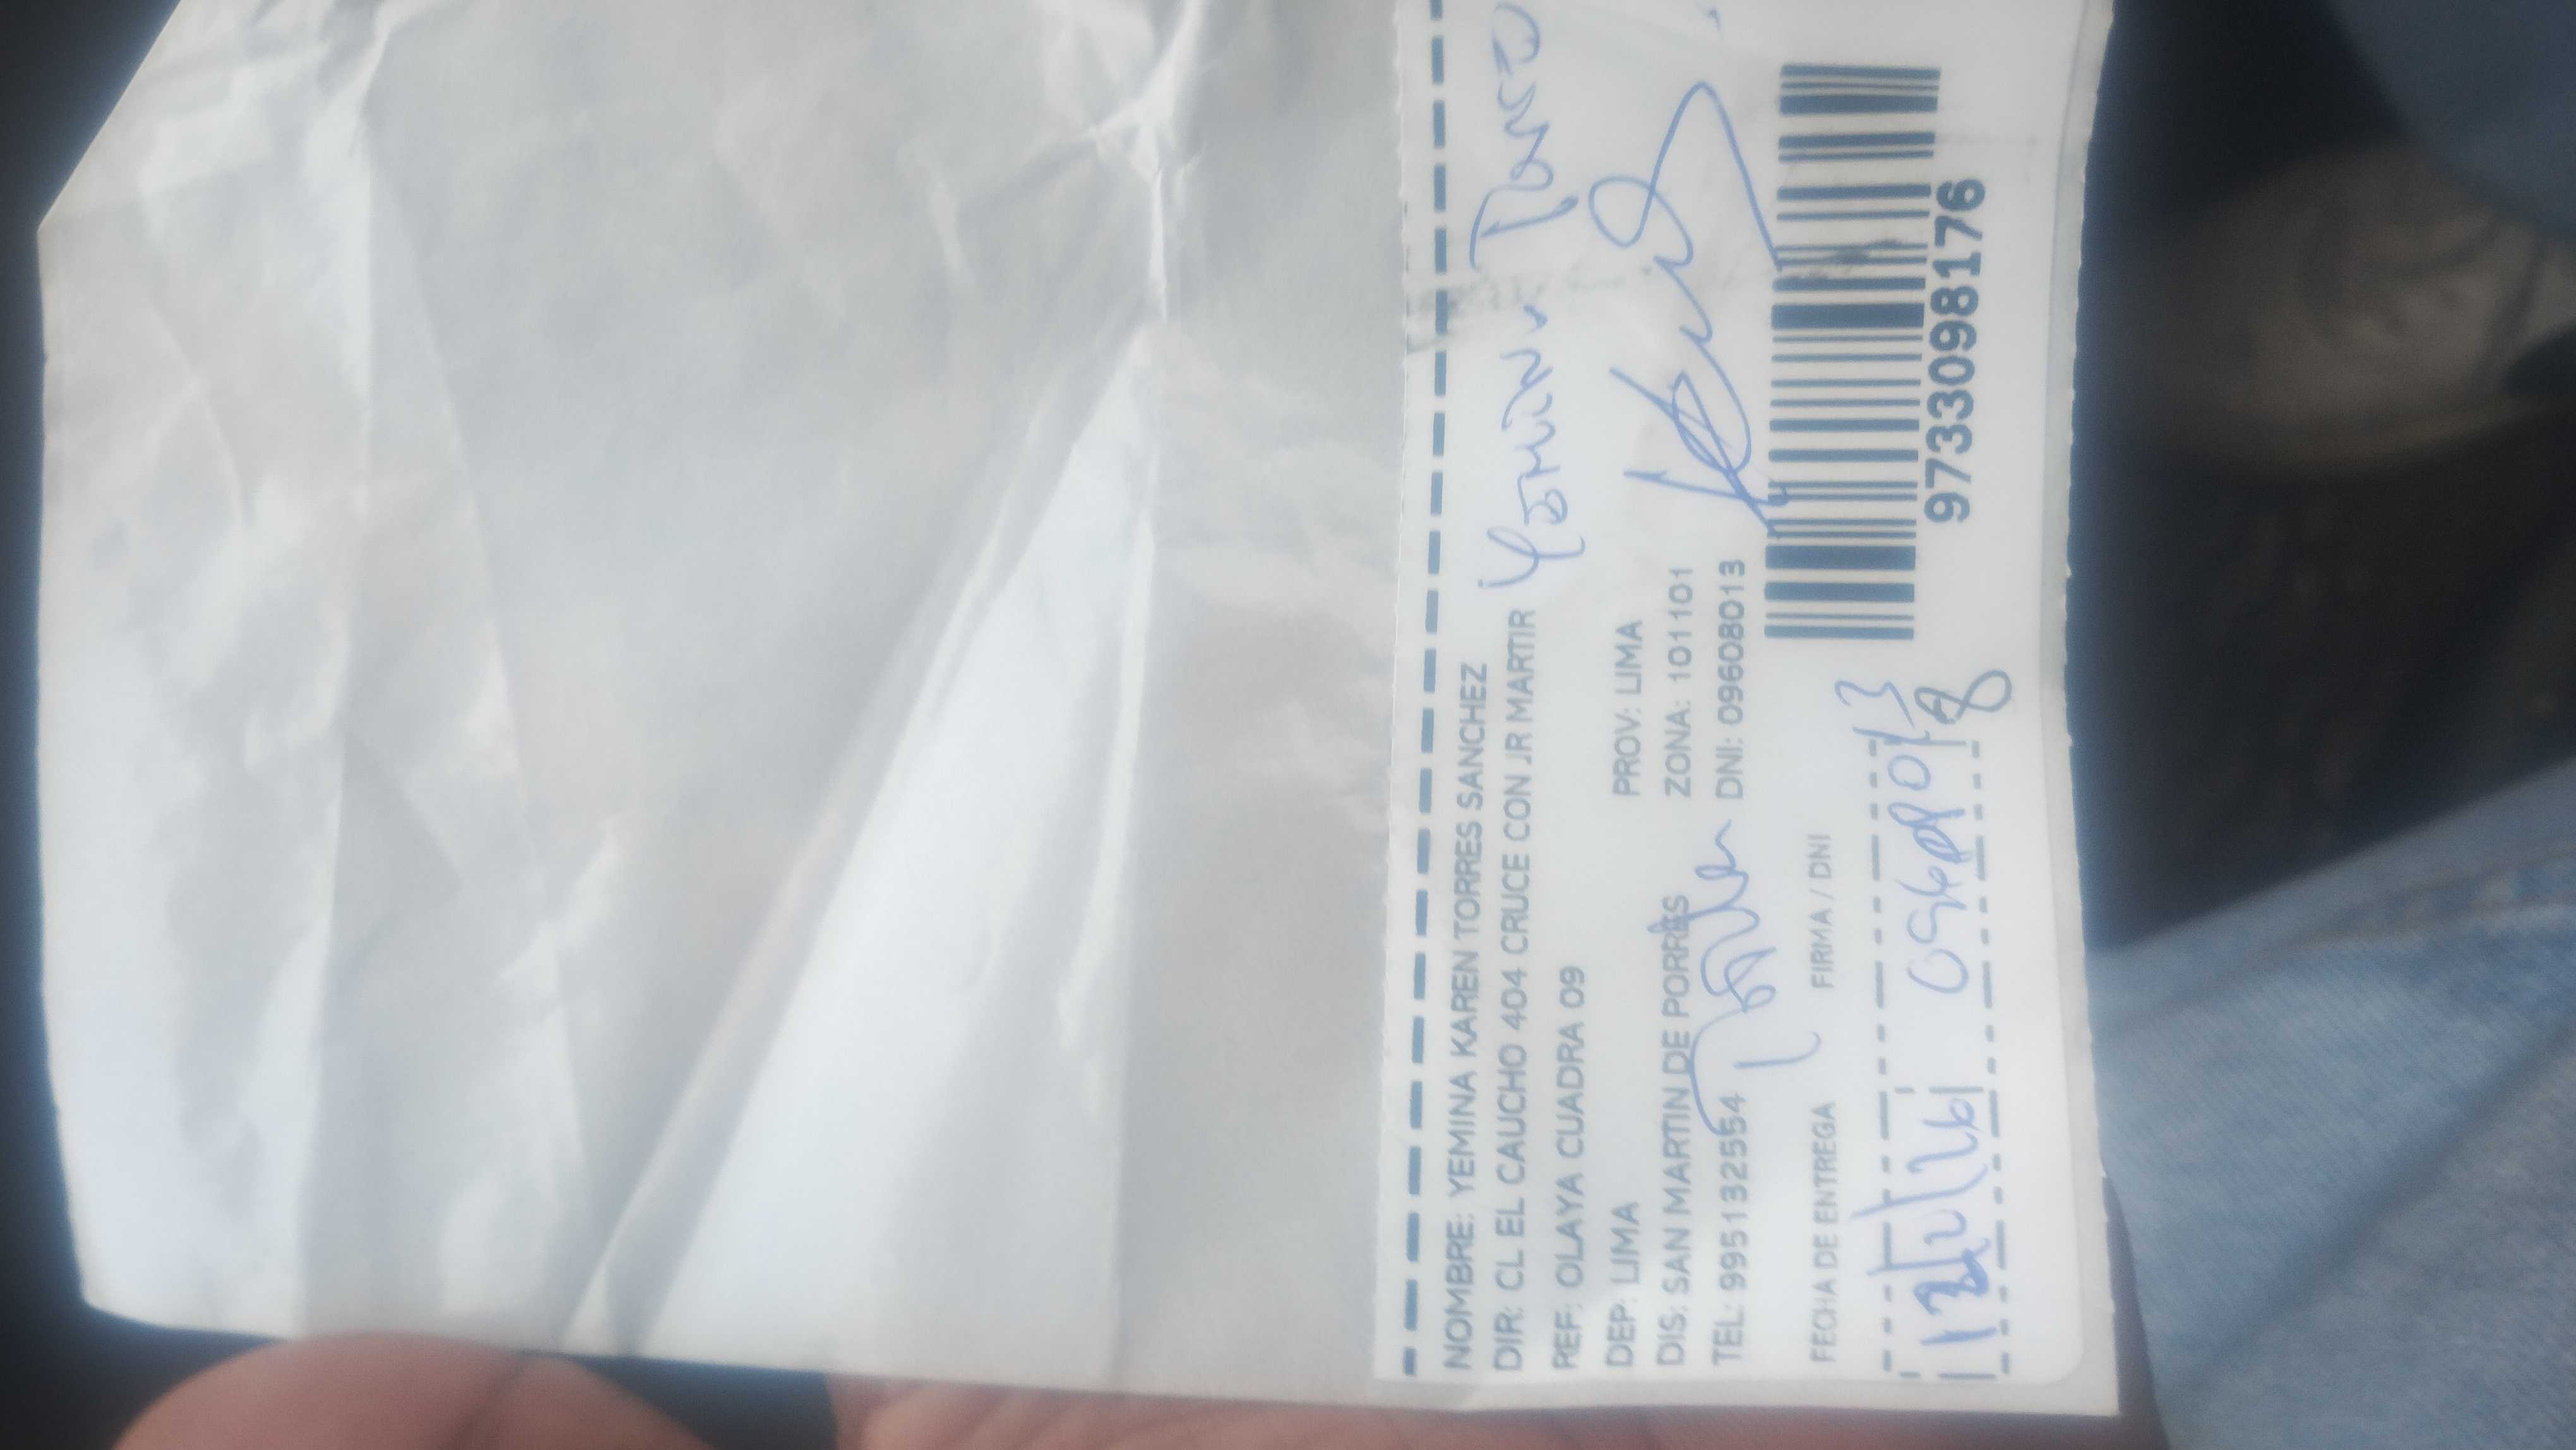 NOMBRE: YEMINA KAREN TORRES SANCHEZ
DIR: CL EL CAUCHO 404 CRUCE CON JR MARTIR
REF: OLAYA CUADRA 09
DEP: LIMA PROV: LIMA
DIS: SAN MARTIN DE PORRES ZONA: 101101
TEL: 995132554 DNI: 09608013
FECHA DE ENTREGA FIRMA / DNI
09608013
9733098176